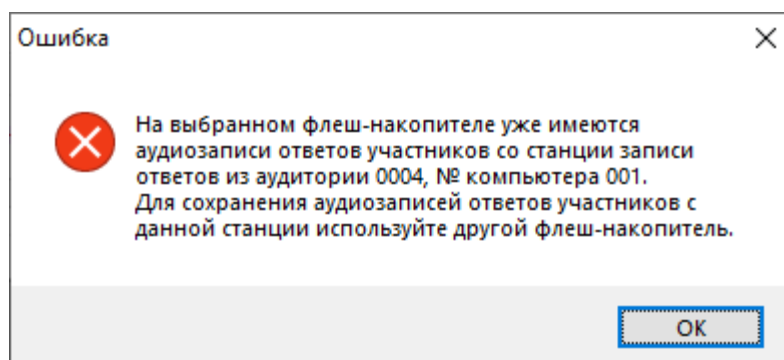 Ошибка
На выбранном флеш-накопителе уже имеются
аудиозаписи ответов участников со станции записи
ответов из аудитории 0004, № компьютера 001.
Для сохранения аудиозаписей ответов участников с
данной станции используйте другой флеш-накопитель.
ОК